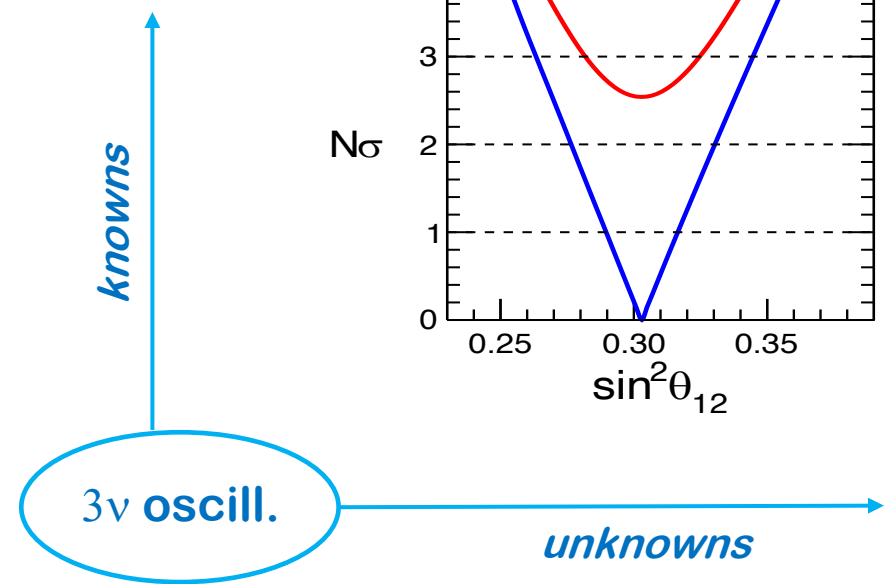 3
Nσ
2
knowns
1
0
0.25 0.30 0.35
sin²θ₁₂
3ν oscill.
unknowns